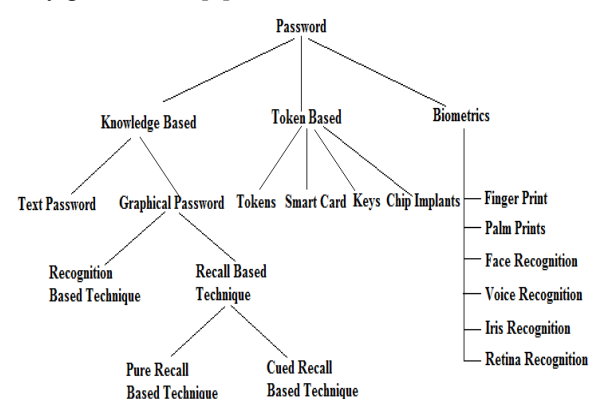 Password
Knowledge Based
Token Based
Biometrics
Text Password
Graphical Password
Tokens
Smart Card
Keys
Chip Implants
Finger Print
Palm Prints
Face Recognition
Voice Recognition
Iris Recognition
Retina Recognition
Recognition
Based Technique
Recall Based
Technique
Pure Recall
Based Technique
Cued Recall
Based Technique